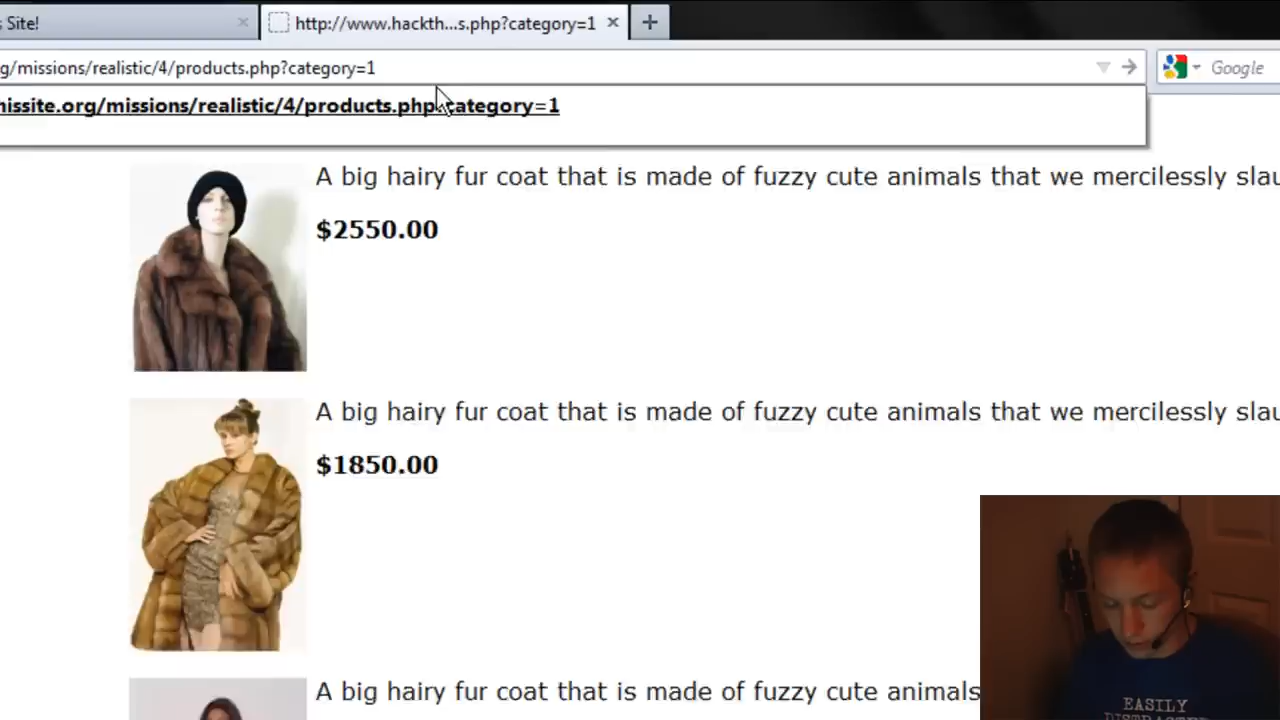 Site!
http://www.hackth...s.php?category=1
g/missions/realistic/4/products.php?category=1
Google
nissite.org/missions/realistic/4/products.php?category=1
A big hairy fur coat that is made of fuzzy cute animals that we mercilessly slau
$2550.00
A big hairy fur coat that is made of fuzzy cute animals that we mercilessly slau
$1850.00
A big hairy fur coat that is made of fuzzy cute animals
EASILY